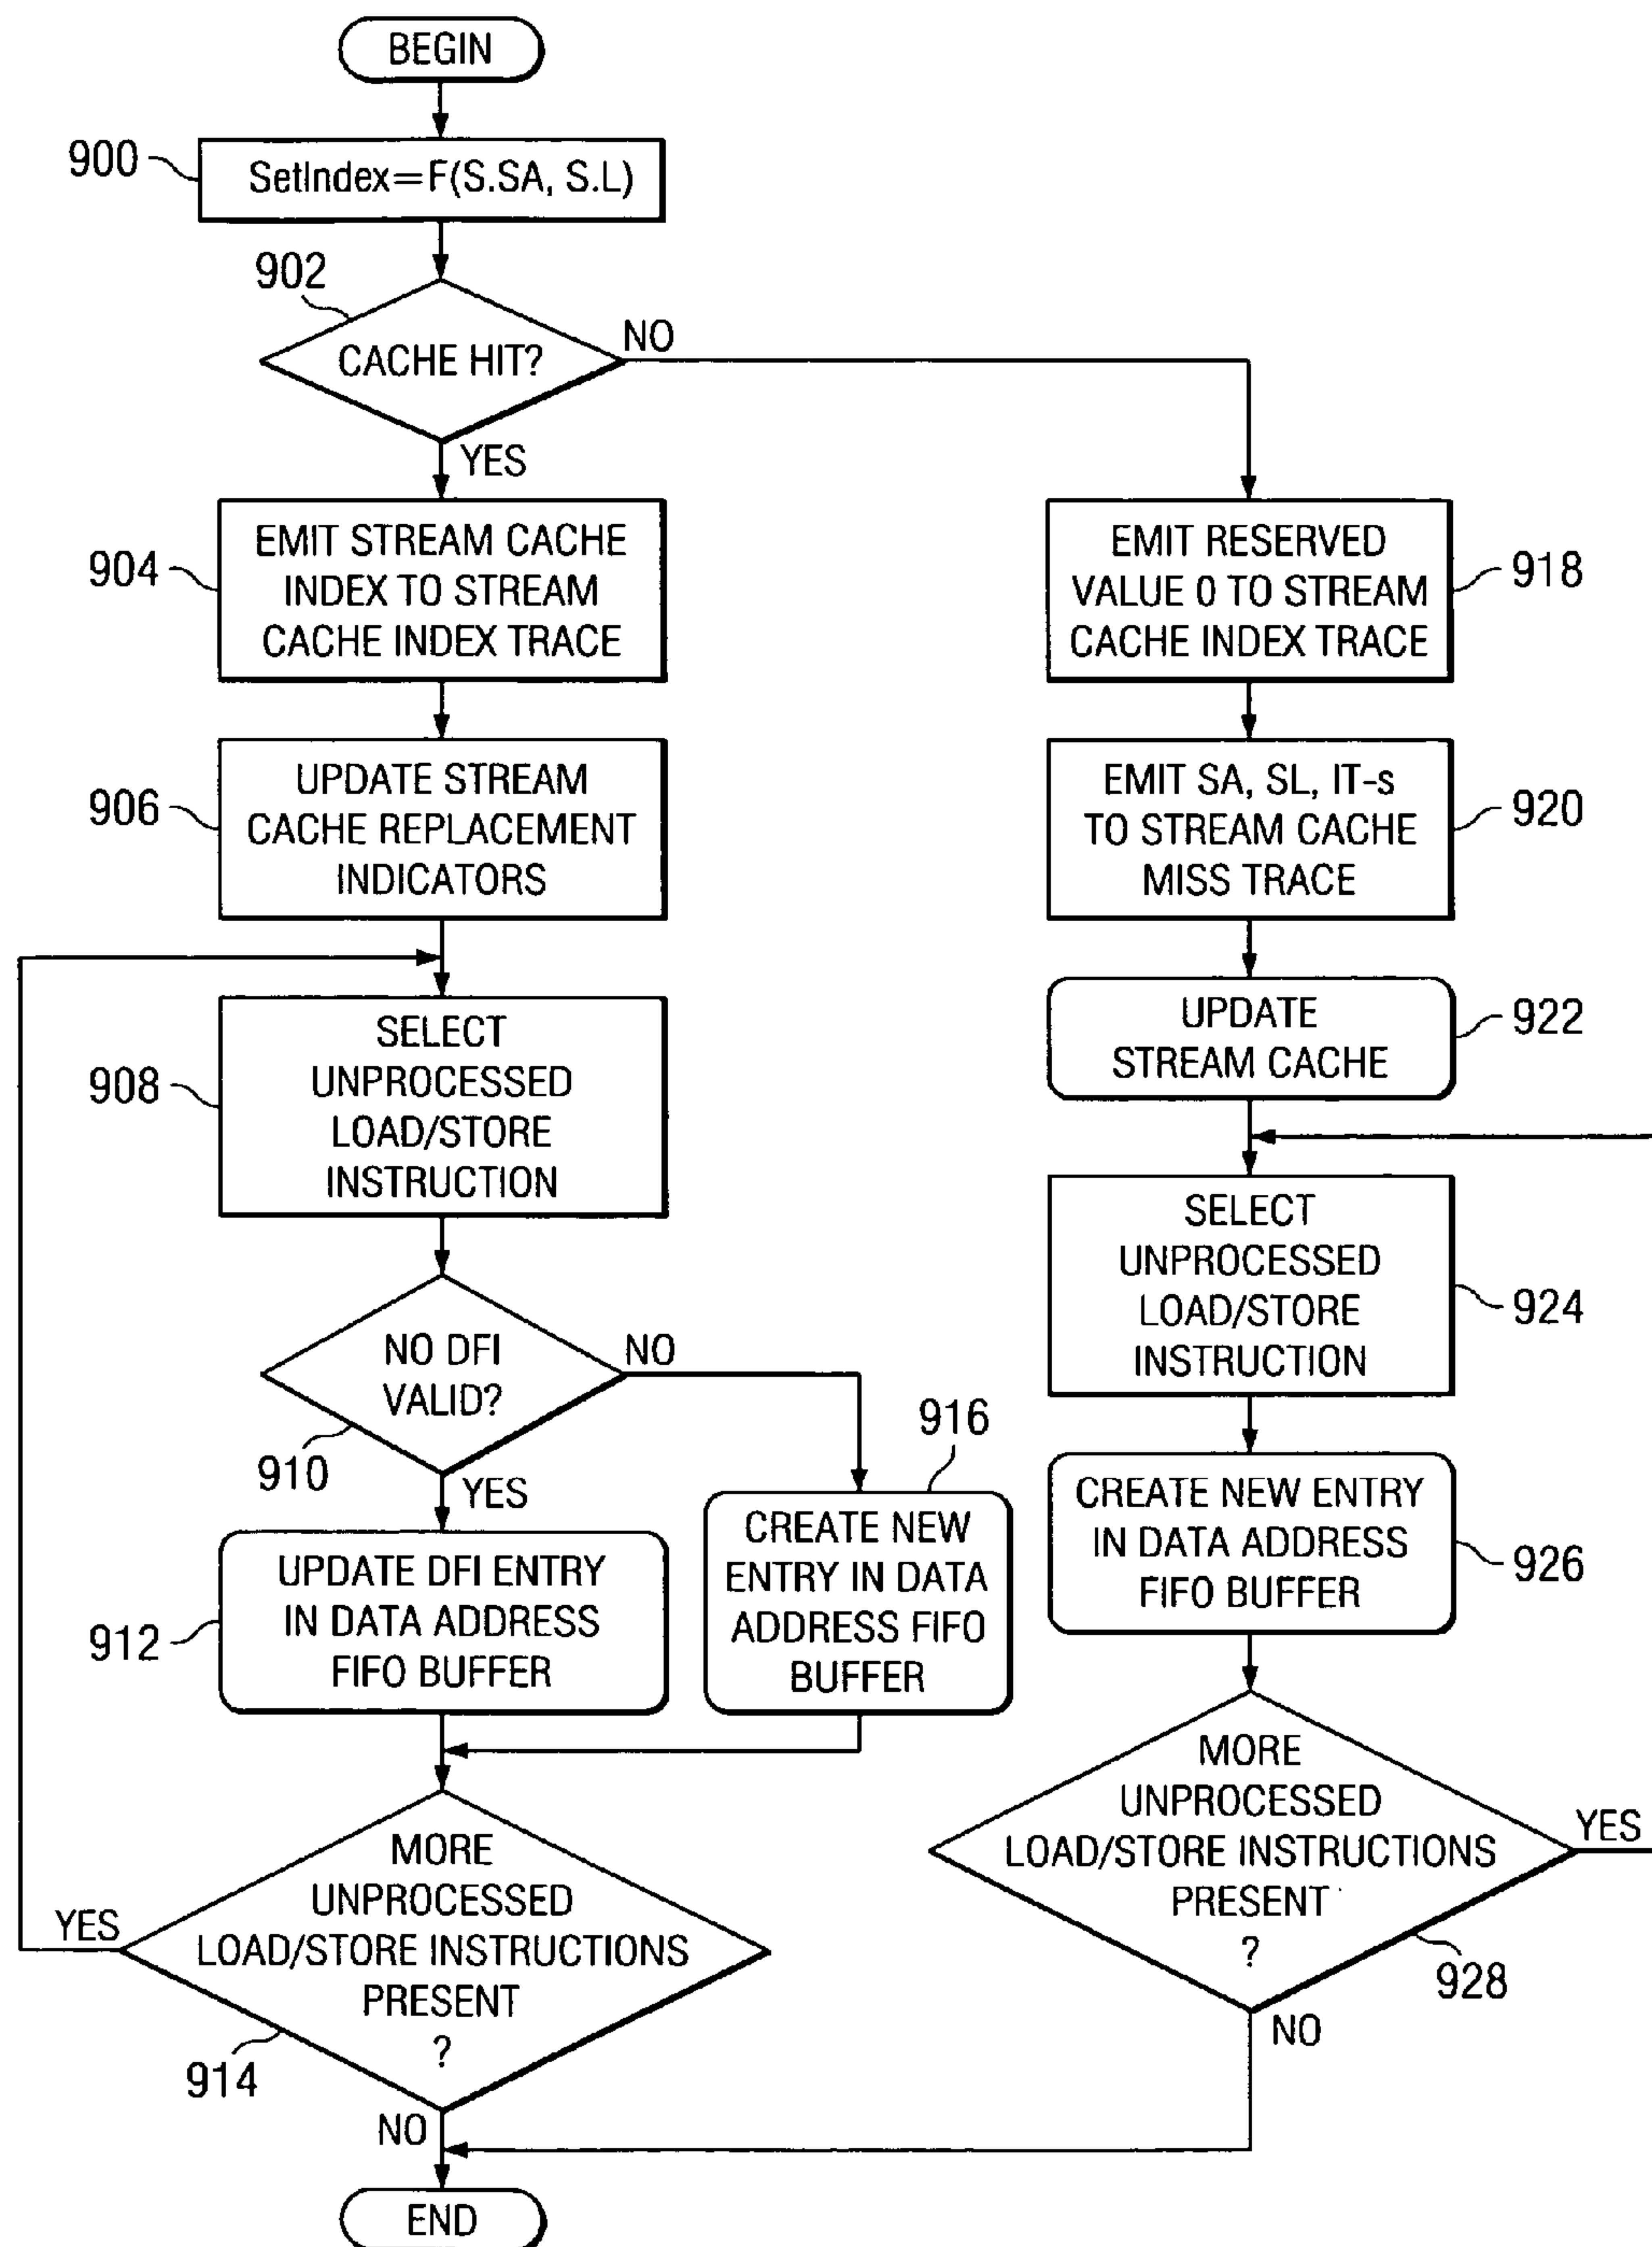 BEGIN
900
SetIndex=F(S.SA, S.L)
902
CACHE HIT?
NO
YES
904
EMIT STREAM CACHE
INDEX TO STREAM
CACHE INDEX TRACE
EMIT RESERVED
VALUE 0 TO STREAM
CACHE INDEX TRACE
918
906
UPDATE STREAM
CACHE REPLACEMENT
INDICATORS
EMIT SA, SL, IT-s
TO STREAM CACHE
MISS TRACE
920
UPDATE
STREAM CACHE
922
908
SELECT
UNPROCESSED
LOAD/STORE
INSTRUCTION
SELECT
UNPROCESSED
LOAD/STORE
INSTRUCTION
924
NO DFI
VALID?
NO
910
YES
916
912
UPDATE DFI ENTRY
IN DATA ADDRESS
FIFO BUFFER
CREATE NEW
ENTRY IN DATA
ADDRESS FIFO
BUFFER
CREATE NEW ENTRY
IN DATA ADDRESS
FIFO BUFFER
926
MORE
UNPROCESSED
LOAD/STORE INSTRUCTIONS
PRESENT
?
YES
914
NO
MORE
UNPROCESSED
LOAD/STORE INSTRUCTIONS
PRESENT
?
YES
928
NO
END